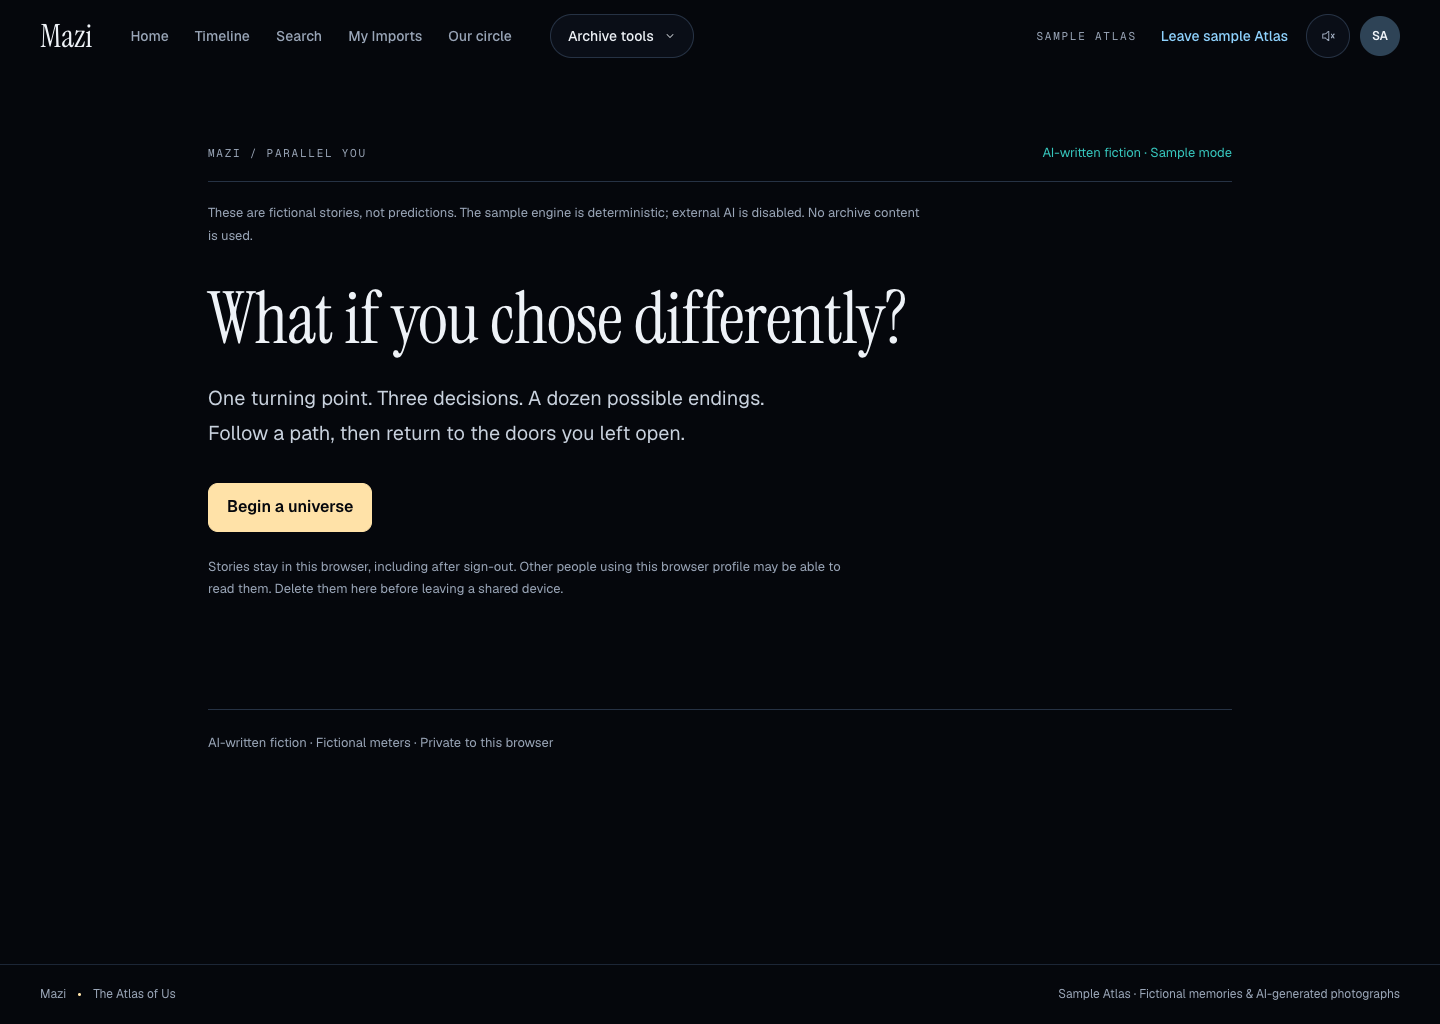 Mazi
Home
Timeline
Search
My Imports
Our circle
Archive tools
SAMPLE ATLAS
Leave sample Atlas
SA
MAZI / PARALLEL YOU
AI-written fiction · Sample mode
These are fictional stories, not predictions. The sample engine is deterministic; external AI is disabled. No archive content
is used.
What if you chose differently?
One turning point. Three decisions. A dozen possible endings.
Follow a path, then return to the doors you left open.
Begin a universe
Stories stay in this browser, including after sign-out. Other people using this browser profile may be able to
read them. Delete them here before leaving a shared device.
AI-written fiction · Fictional meters · Private to this browser
Mazi • The Atlas of Us
Sample Atlas · Fictional memories & AI-generated photographs